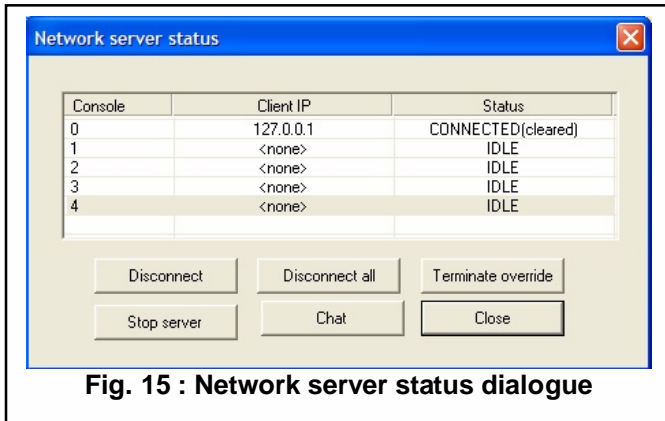 Network server status
Console Client IP Status
0 127.0.0.1 CONNECTED(cleared)
1 <none> IDLE
2 <none> IDLE
3 <none> IDLE
4 <none> IDLE
Disconnect Disconnect all Terminate override
Stop server Chat Close
Fig. 15 : Network server status dialogue